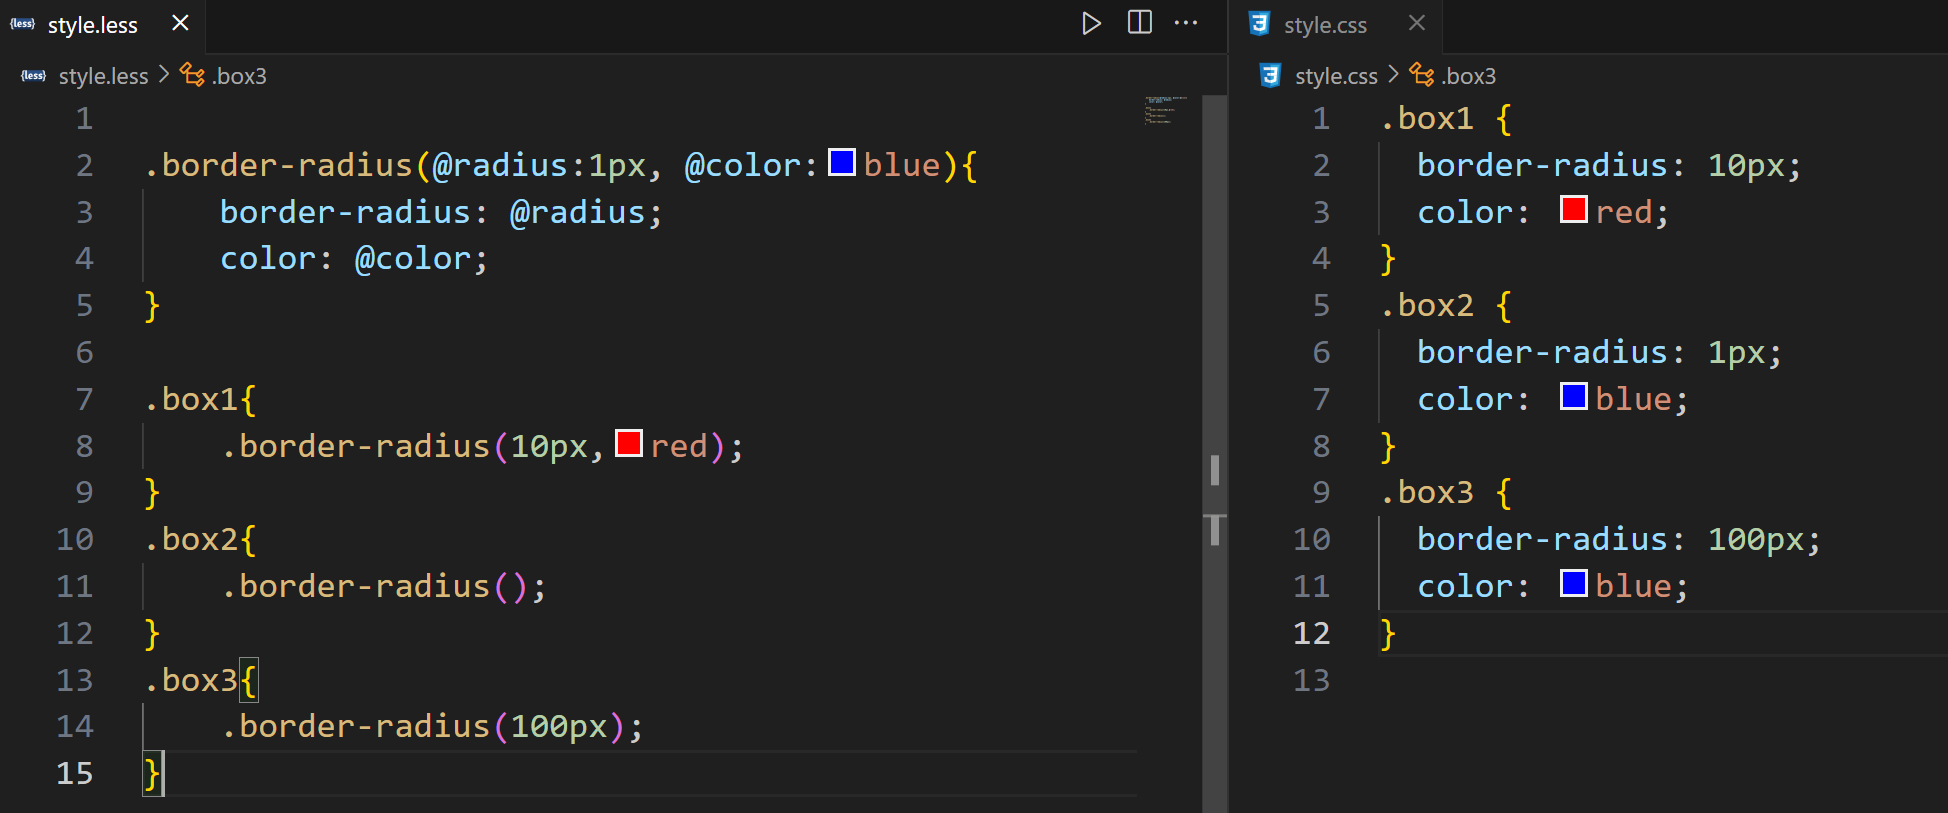 {less} style.less ×
{less} style.less > .box3
1
2 .border-radius(@radius:1px, @color:blue){
3     border-radius: @radius;
4     color: @color;
5 }
6
7 .box1{
8     .border-radius(10px,red);
9 }
10 .box2{
11     .border-radius();
12 }
13 .box3{
14     .border-radius(100px);
15 }
style.css ×
style.css > .box3
1 .box1 {
2   border-radius: 10px;
3   color: red;
4 }
5 .box2 {
6   border-radius: 1px;
7   color: blue;
8 }
9 .box3 {
10   border-radius: 100px;
11   color: blue;
12 }
13